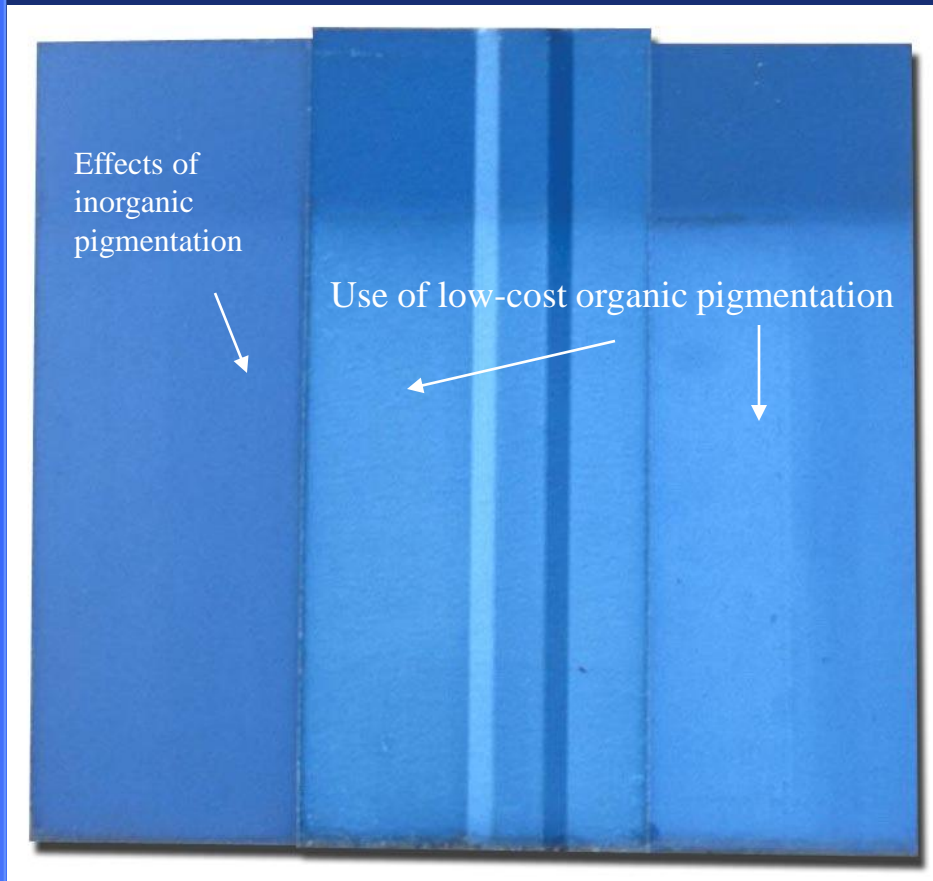 Effects of
inorganic
pigmentation
Use of low-cost organic pigmentation